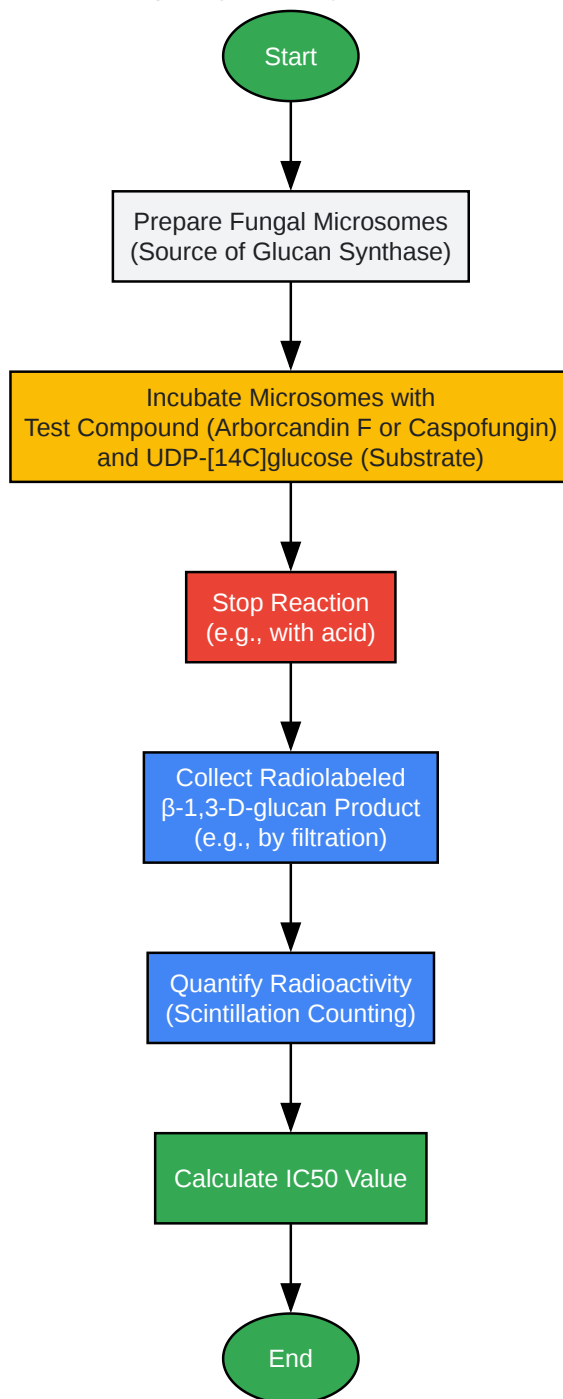 Start
Prepare Fungal Microsomes
(Source of Glucan Synthase)
Incubate Microsomes with
Test Compound (Arborcandin F or Caspofungin)
and UDP-[14C]glucose (Substrate)
Stop Reaction
(e.g., with acid)
Collect Radiolabeled
β-1,3-D-glucan Product
(e.g., by filtration)
Quantify Radioactivity
(Scintillation Counting)
Calculate IC50 Value
End